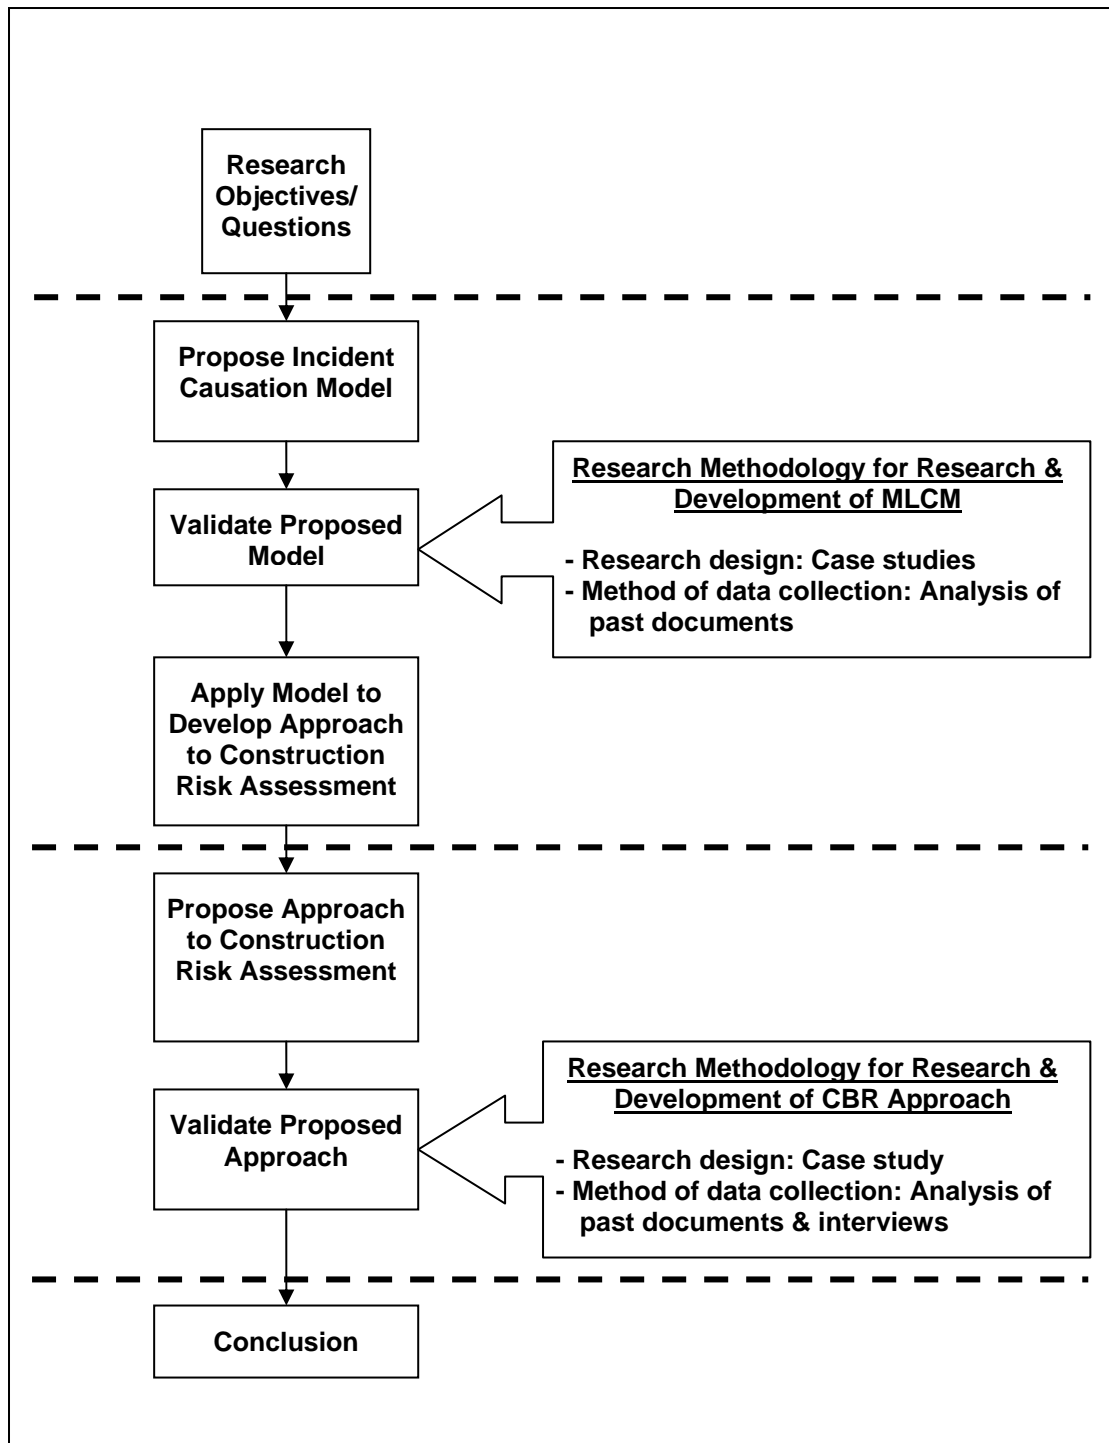 Research
Objectives/
Questions
Propose Incident
Causation Model
Validate Proposed
Model
Research Methodology for Research &
Development of MLCM
- Research design: Case studies
- Method of data collection: Analysis of
past documents
Apply Model to
Develop Approach
to Construction
Risk Assessment
Propose Approach
to Construction
Risk Assessment
Validate Proposed
Approach
Research Methodology for Research &
Development of CBR Approach
- Research design: Case study
- Method of data collection: Analysis of
past documents & interviews
Conclusion